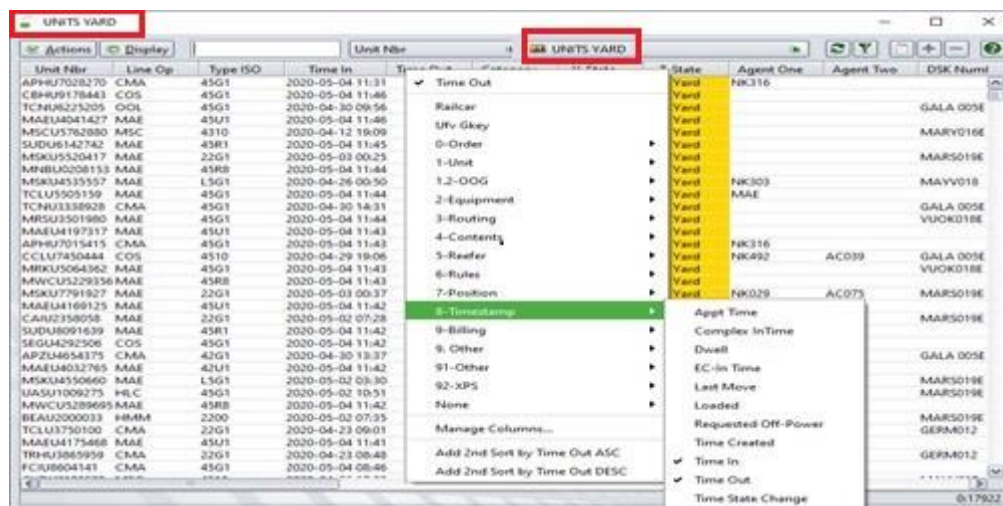 UNITS YARD
Actions Display Unit Nbr UNITS YARD
Unit Nbr Line Op Type ISO Time In Time Out Category V-State T-State Agent One Agent Two DSK Numl
APHU7028270 CMA 45G1 2020-05-04 11:31 Yard NK316
CBHU9178443 COS 45G1 2020-05-04 11:46 Yard
TCNU6225205 OOL 45G1 2020-04-30 09:56 Yard GALA 005E
MAEU4041427 MAE 45U1 2020-05-04 11:46 Yard
MSCU5762880 MSC 4310 2020-04-12 19:09 Yard MARY016E
SUDU6142742 MAE 45R1 2020-05-04 11:45 Yard
MSKU5520417 MAE 22G1 2020-05-03 00:25 Yard MARS019E
MNBU0208153 MAE 45R8 2020-05-04 11:44 Yard
MSKU4535557 MAE L5G1 2020-04-26 00:50 Yard NK303 MAYV018
TCLU5505159 MAE 45G1 2020-05-04 11:44 Yard MAE
TCNU3338928 CMA 45G1 2020-04-30 14:31 Yard GALA 005E
MRSU3501980 MAE 45G1 2020-05-04 11:44 Yard VUOK018E
MAEU4197317 MAE 45U1 2020-05-04 11:43 Yard
APHU7015415 CMA 45G1 2020-05-04 11:43 Yard NK316
CCLU7450444 COS 4510 2020-04-29 19:06 Yard NK492 AC039 GALA 005E
MRKU5064362 MAE 45G1 2020-05-04 11:43 Yard VUOK018E
MWCU5229356 MAE 45R8 2020-05-04 11:43 Yard
MSKU7791927 MAE 22G1 2020-05-03 00:37 Yard NK029 AC075 MARS019E
MAEU4169125 MAE 45U1 2020-05-04 11:42
CAIU2358058 MAE 22G1 2020-05-02 07:28 MARS019E
SUDU8091639 MAE 45R1 2020-05-04 11:42
SEGU4292506 COS 45G1 2020-05-04 11:42
APZU4654375 CMA 42G1 2020-04-30 13:37 GALA 005E
MAEU4032765 MAE 42U1 2020-05-04 11:42
MSKU4550660 MAE L5G1 2020-05-02 03:30 MARS019E
UASU1009275 HLC 45G1 2020-05-02 10:51 MARS019E
MWCU5289695 MAE 45R8 2020-05-04 11:42
BEAU2000033 HMM 2200 2020-05-02 07:35 MARS019E
TCLU3750100 CMA 22G1 2020-04-23 09:01 GERM012
MAEU4175468 MAE 45U1 2020-05-04 11:41
TRHU3865959 CMA 22G1 2020-04-23 08:48 GERM012
FCIU8604141 CMA 45G1 2020-05-04 08:46
Time Out
Railcar
Ufv Gkey
0-Order
1-Unit
1.2-OOG
2-Equipment
3-Routing
4-Contents
5-Reefer
6-Rules
7-Position
8-Timestamp
9-Billing
9. Other
91-Other
92-XPS
None
Manage Columns...
Add 2nd Sort by Time Out ASC
Add 2nd Sort by Time Out DESC
Appt Time
Complex InTime
Dwell
EC-In Time
Last Move
Loaded
Requested Off-Power
Time Created
Time In
Time Out
Time State Change
0:17922